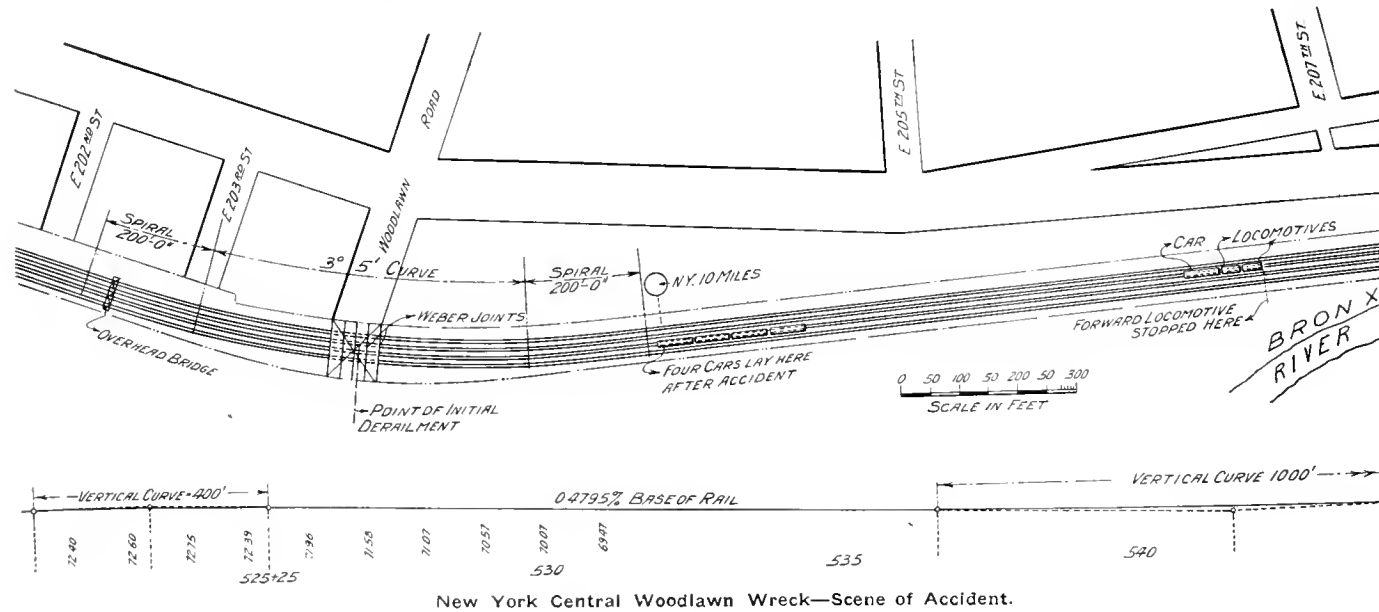 E 202ND ST
E 203RD ST
WOODLAWN ROAD
E 205TH ST
E 207TH ST.
SPIRAL
200'-0"
3° 5' CURVE
SPIRAL
200'-0"
N.Y. 10 MILES
CAR
LOCOMOTIVES
WEBER JOINTS
OVERHEAD BRIDGE
FOUR CARS LAY HERE
AFTER ACCIDENT
FORWARD LOCOMOTIVE
STOPPED HERE
BRONX
RIVER
POINT OF INITIAL
DERAILMENT
0 50 100 50 200 50 300
SCALE IN FEET
VERTICAL CURVE=400'
0.4795% BASE OF RAIL
VERTICAL CURVE 1000'
72.40
72.60
72.75
72.39
71.96
71.58
71.07
70.57
70.07
69.47
525+25
530
535
540
New York Central Woodlawn Wreck—Scene of Accident.